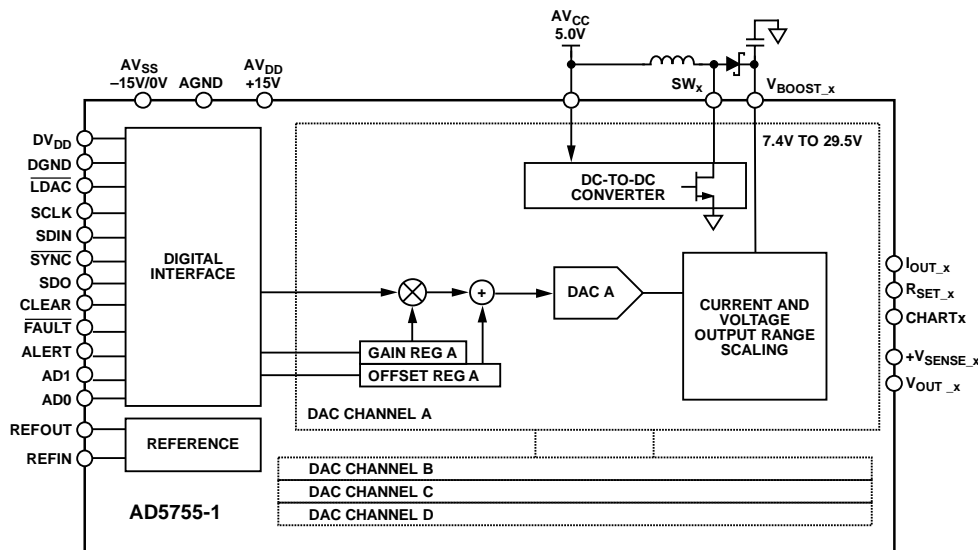 AVCC
5.0V
AVSS
–15V/0V
AGND
AVDD
+15V
SWx
VBOOST_x
7.4V TO 29.5V
DVDD
DGND
LDAC
SCLK
SDIN
SYNC
SDO
CLEAR
FAULT
ALERT
AD1
AD0
REFOUT
REFIN
DIGITAL
INTERFACE
REFERENCE
DC-TO-DC
CONVERTER
+
DAC A
CURRENT AND
VOLTAGE
OUTPUT RANGE
SCALING
GAIN REG A
OFFSET REG A
DAC CHANNEL A
IOUT_x
RSET_x
CHARTx
+VSENSE_x
VOUT_x
DAC CHANNEL B
DAC CHANNEL C
DAC CHANNEL D
AD5755-1